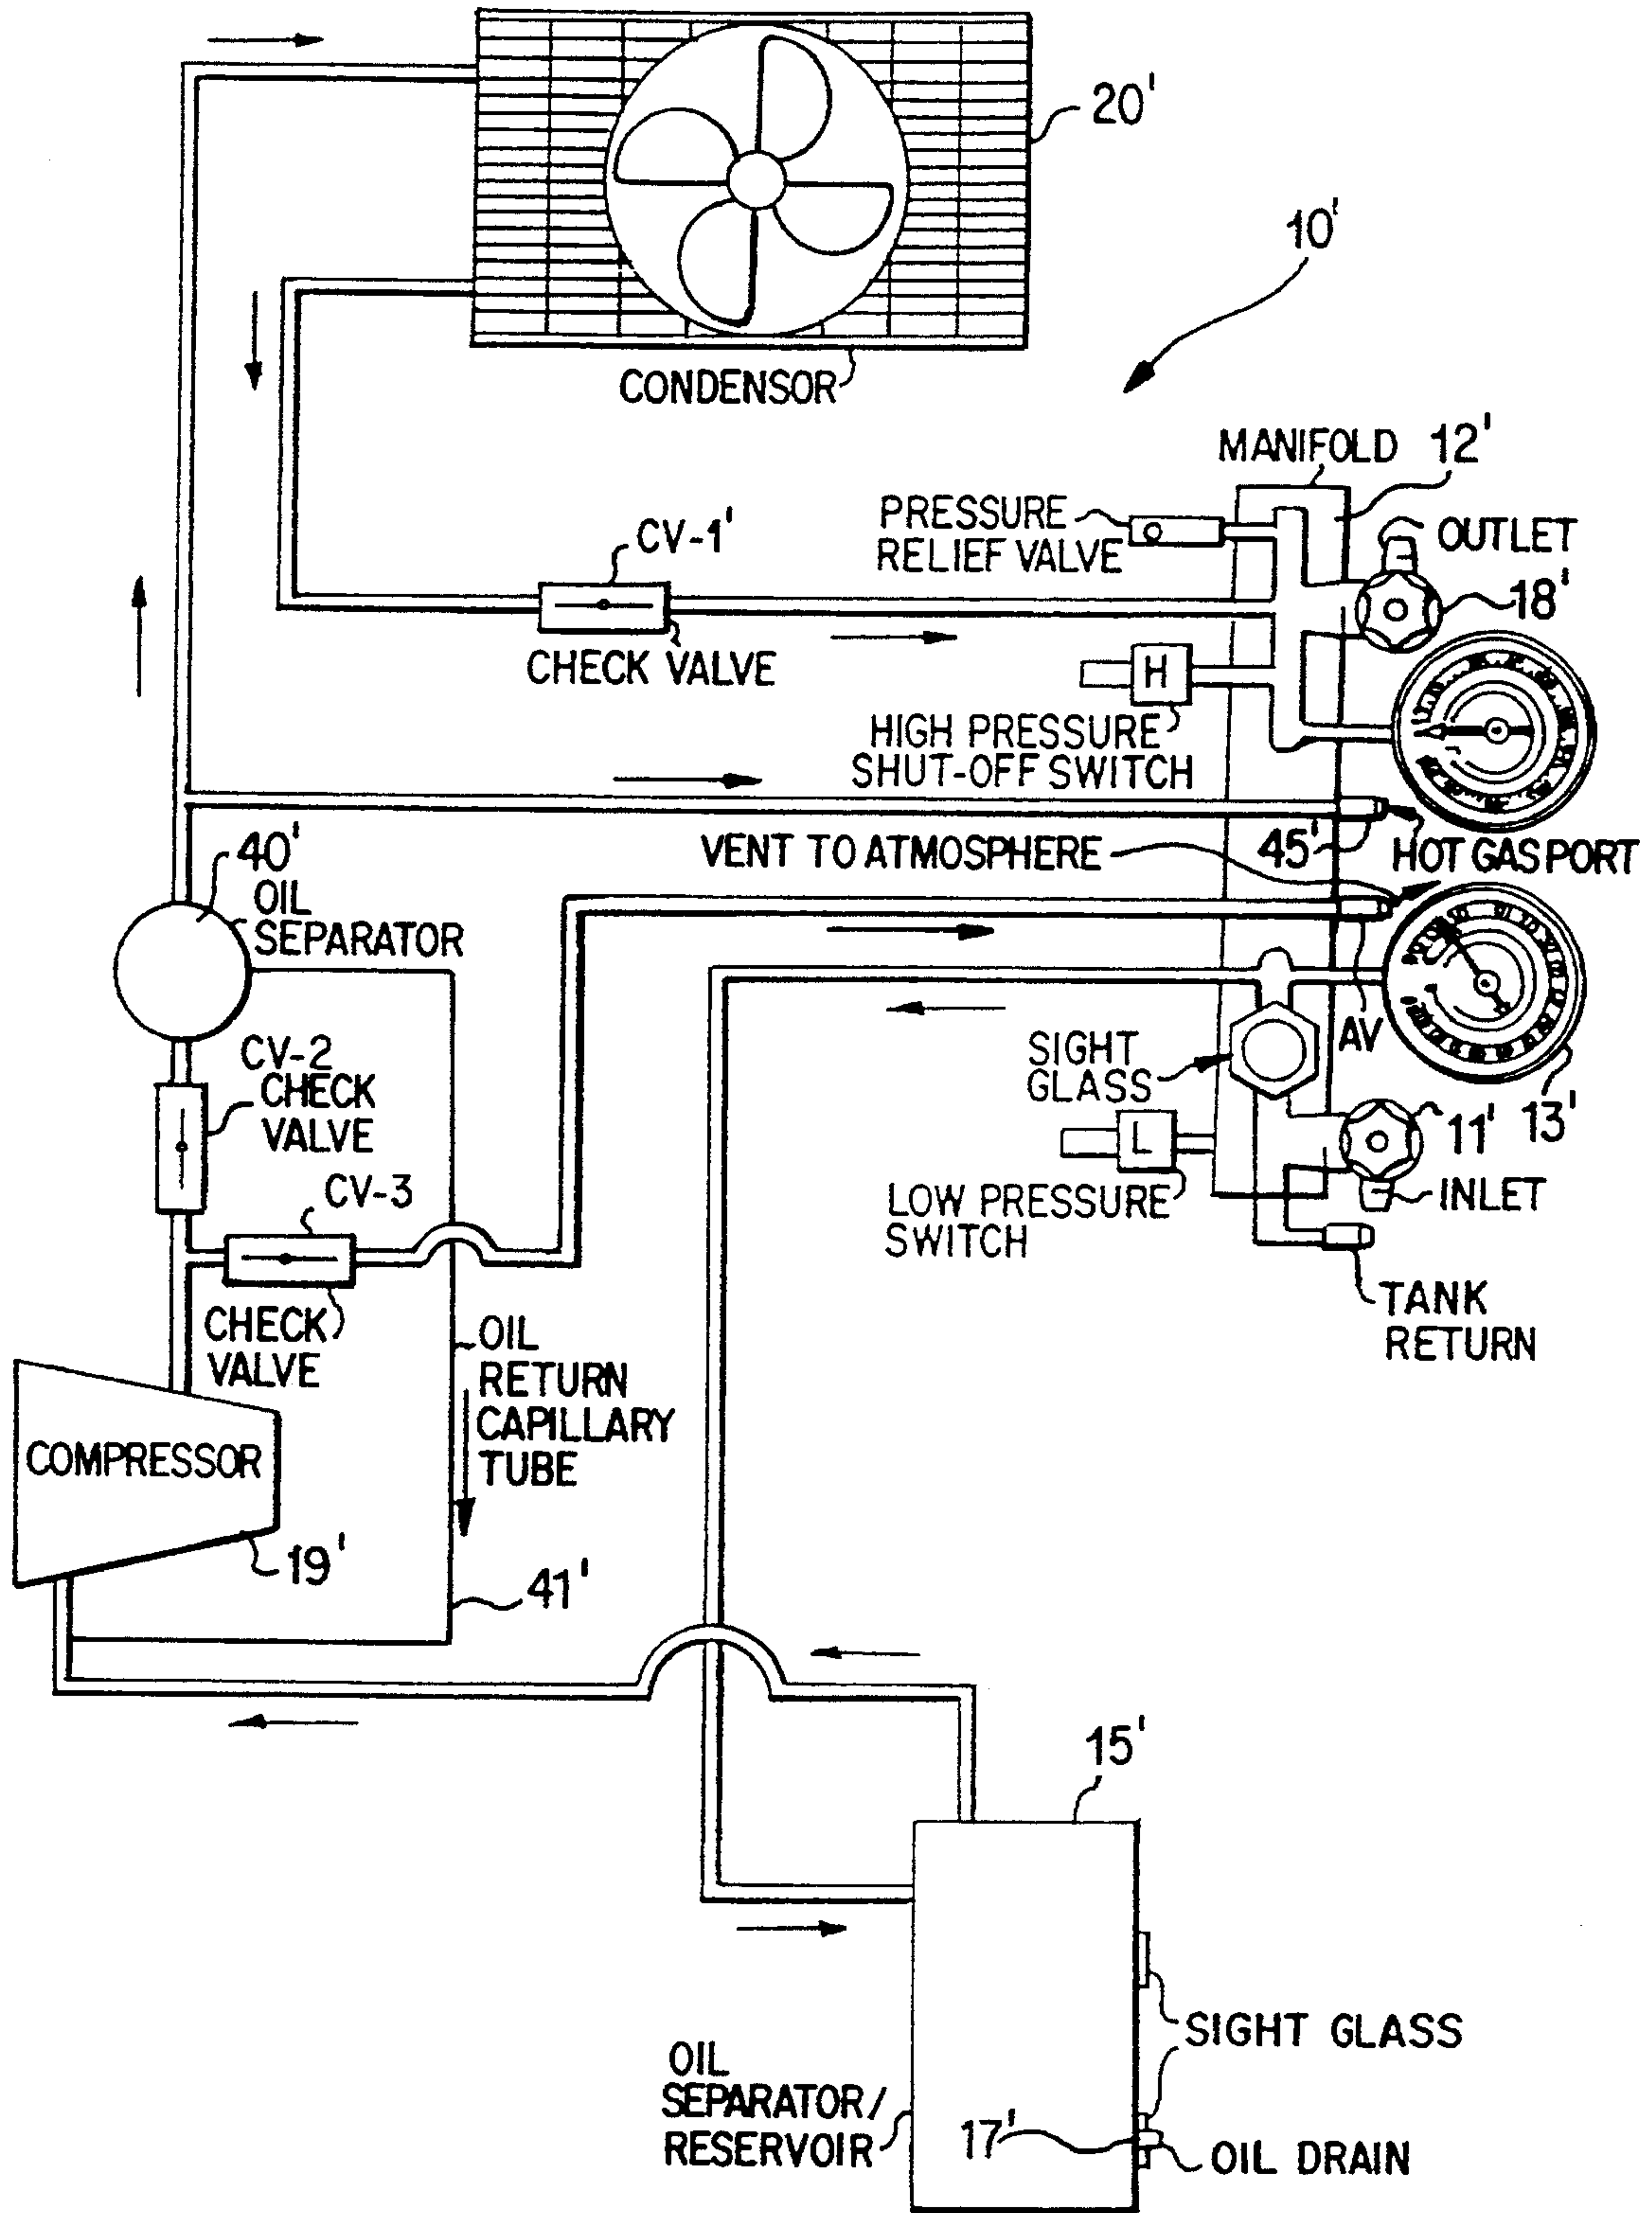 20'
10'
CONDENSOR
MANIFOLD 12'
PRESSURE
RELIEF VALVE
OUTLET
CV-1'
18'
CHECK VALVE
H
HIGH PRESSURE
SHUT-OFF SWITCH
VENT TO ATMOSPHERE
45'
HOT GAS PORT
40'
OIL
SEPARATOR
AV
SIGHT
GLASS
CV-2
CHECK
VALVE
L
11'
13'
CV-3
LOW PRESSURE
SWITCH
INLET
TANK
RETURN
CHECK
VALVE
OIL
RETURN
CAPILLARY
TUBE
COMPRESSOR
19'
41'
15'
SIGHT GLASS
OIL
SEPARATOR/
RESERVOIR
17'
OIL DRAIN